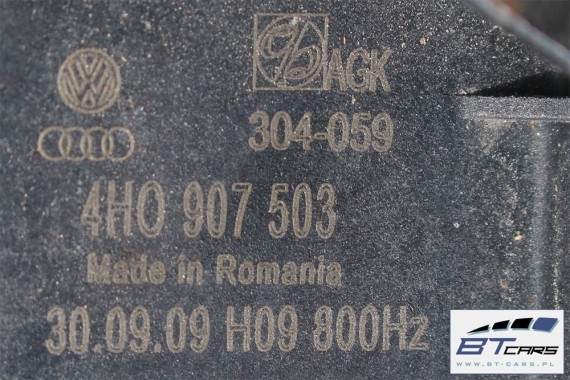 AGK
304-059
4H0 907 503
Made in Romania
30.09.09 H09 800Hz
BTCARS
WWW.BT-CARS.PL